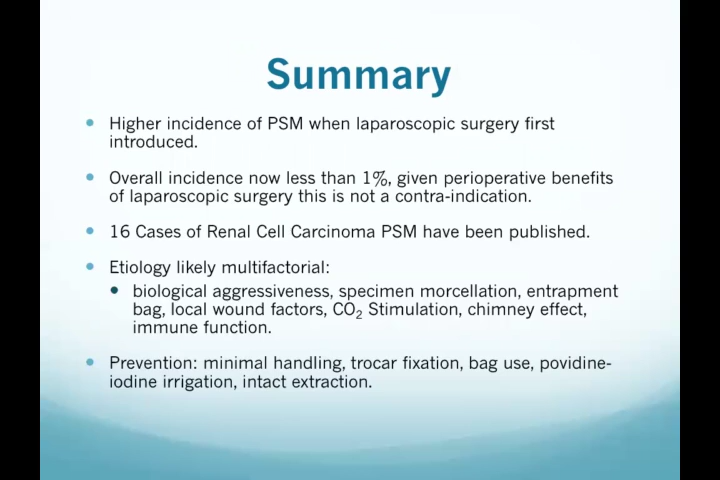 Summary
• Higher incidence of PSM when laparoscopic surgery first
introduced.
• Overall incidence now less than 1%, given perioperative benefits
of laparoscopic surgery this is not a contra-indication.
• 16 Cases of Renal Cell Carcinoma PSM have been published.
• Etiology likely multifactorial:
• biological aggressiveness, specimen morcellation, entrapment
bag, local wound factors, CO₂ Stimulation, chimney effect,
immune function.
• Prevention: minimal handling, trocar fixation, bag use, povidine-
iodine irrigation, intact extraction.